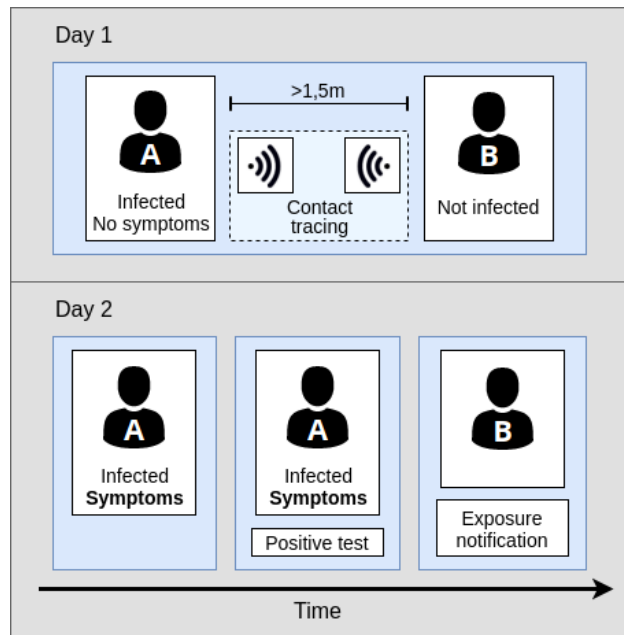 Day 1
>1,5m
A
B
Infected
No symptoms
Contact
tracing
Not infected
Day 2
A
Infected
Symptoms
A
Infected
Symptoms
Positive test
B
Exposure
notification
Time